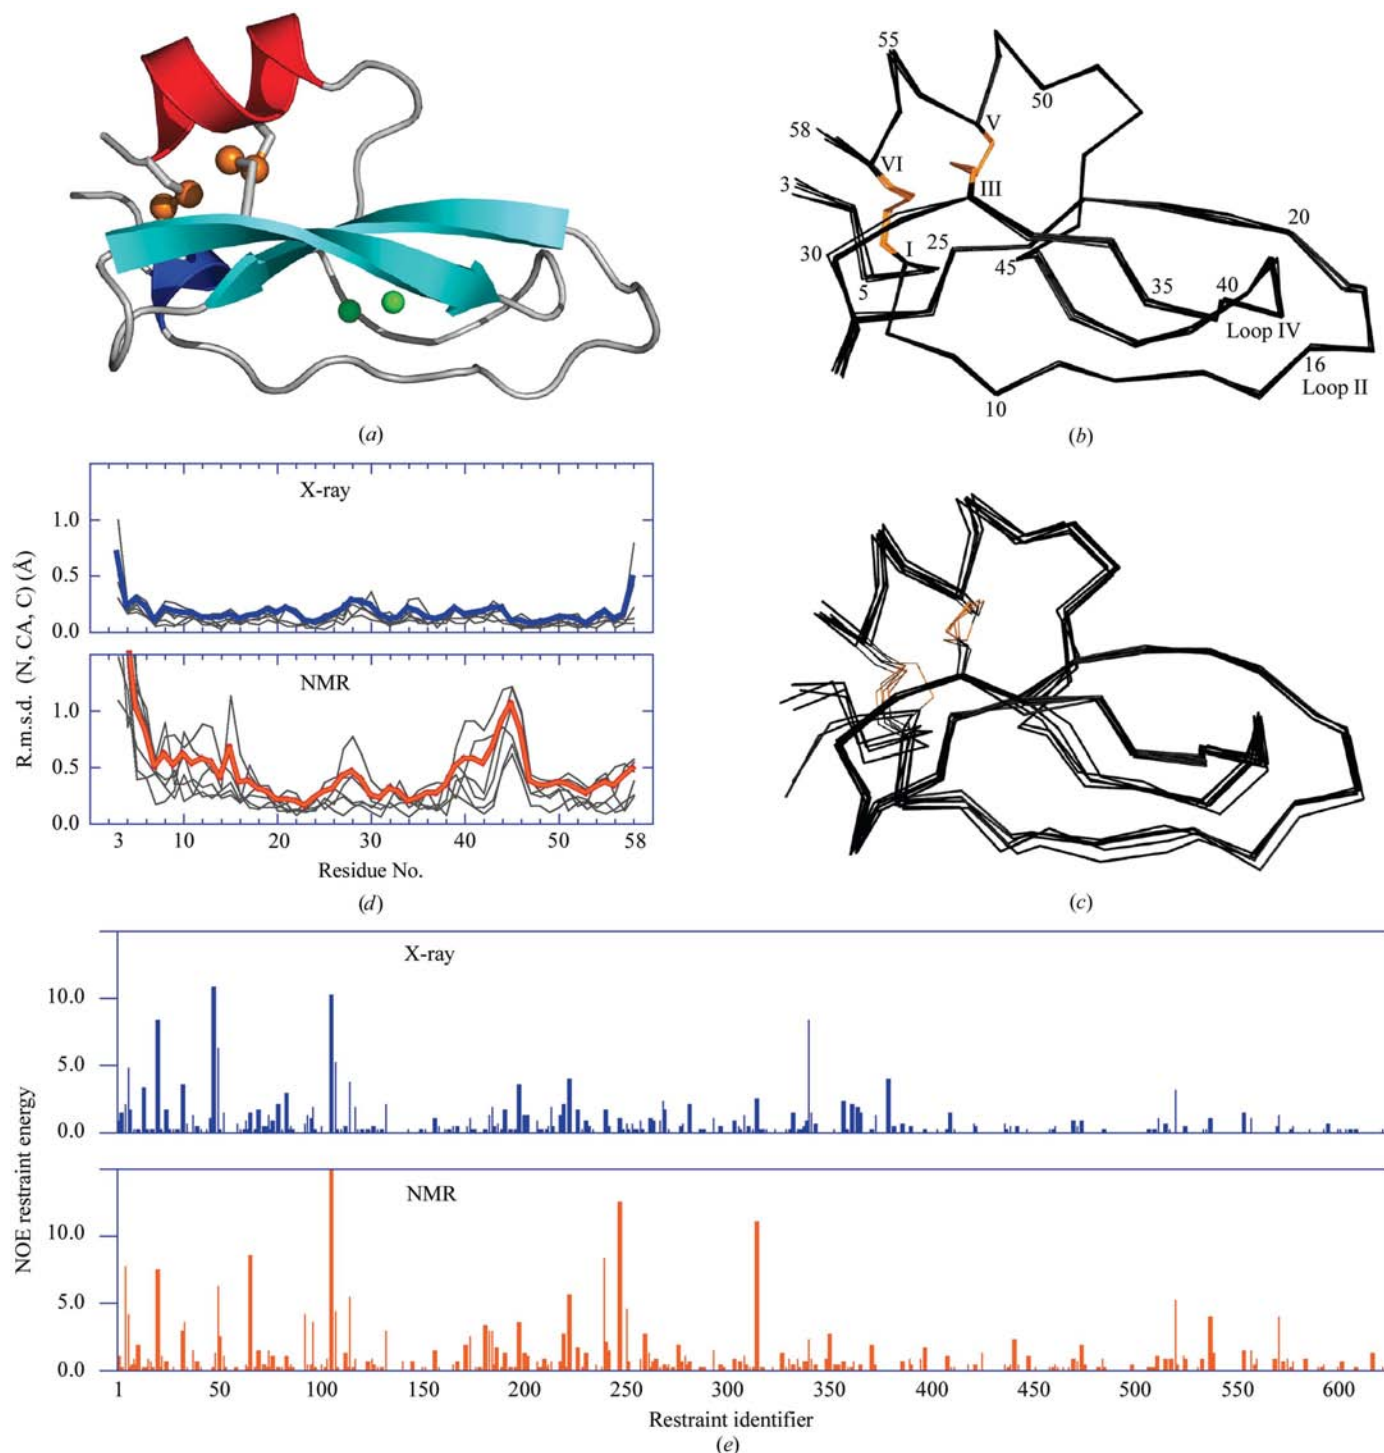 (a)
55
50
58
V
VI
3
III
20
30
I
25
45
5
35
40
Loop IV
16
Loop II
10
(b)
X-ray
1.0
0.5
0.0
NMR
1.0
0.5
0.0
R.m.s.d. (N, CA, C) (Å)
3 10 20 30 40 50 58
Residue No.
(d)
(c)
X-ray
10.0
5.0
0.0
NMR
10.0
5.0
0.0
NOE restraint energy
1 50 100 150 200 250 300 350 400 450 500 550 600
Restraint identifier
(e)